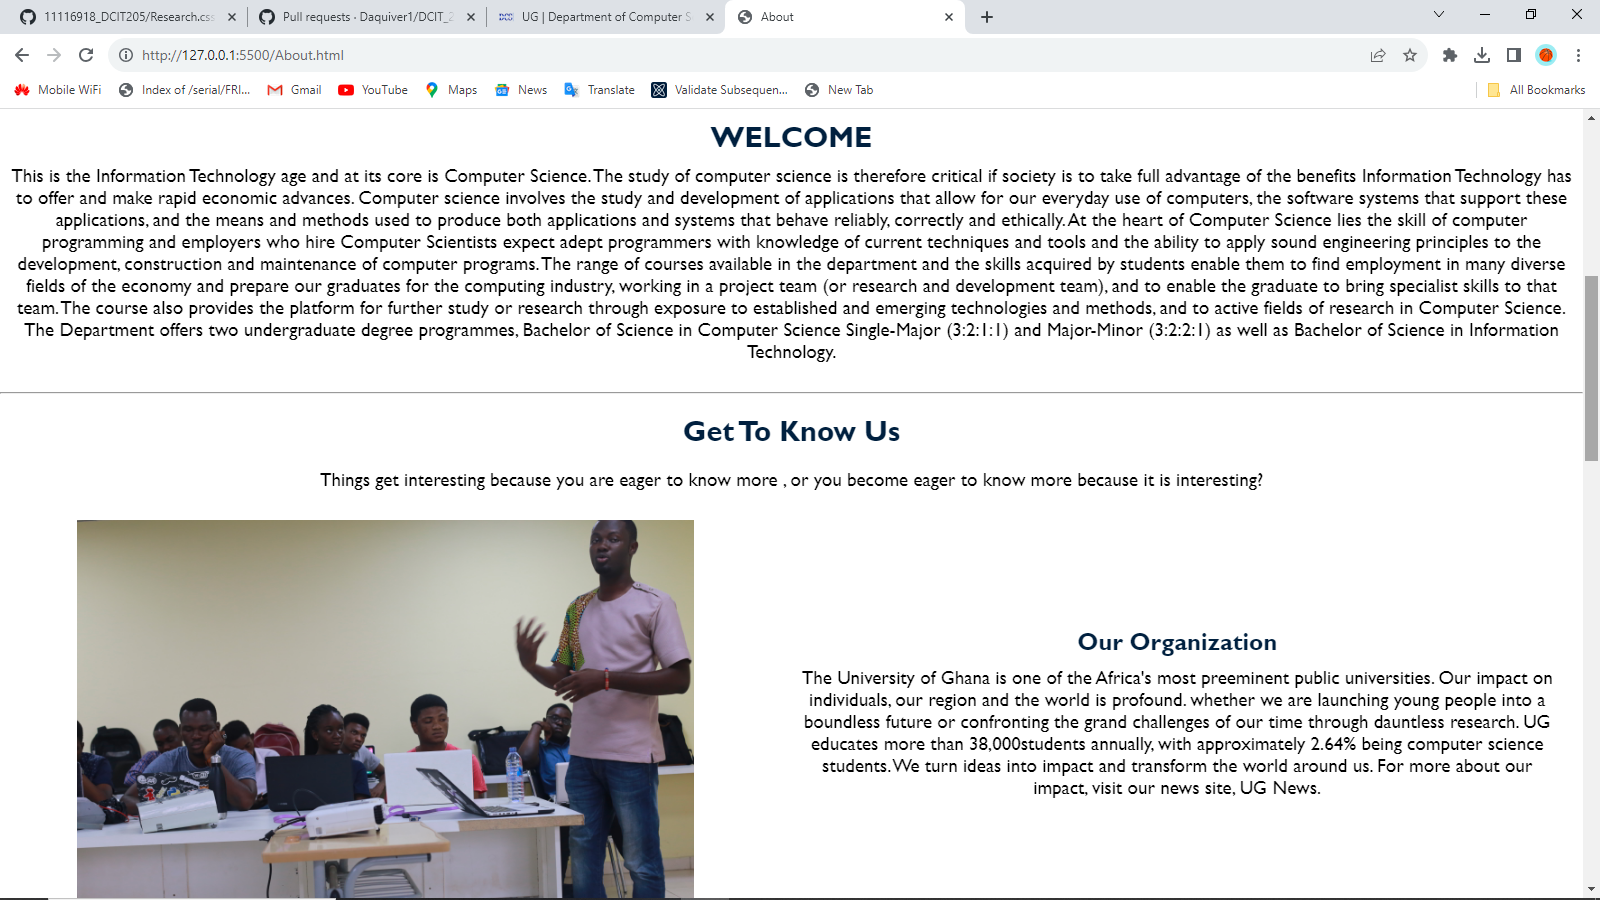 11116918_DCIT205/Research.css
Pull requests · Daquiver1/DCIT_2
UG | Department of Computer S
About
http://127.0.0.1:5500/About.html
Mobile WiFi
Index of /serial/FRI...
Gmail
YouTube
Maps
News
Translate
Validate Subsequen...
New Tab
All Bookmarks
WELCOME
This is the Information Technology age and at its core is Computer Science. The study of computer science is therefore critical if society is to take full advantage of the benefits Information Technology has
to offer and make rapid economic advances. Computer science involves the study and development of applications that allow for our everyday use of computers, the software systems that support these
applications, and the means and methods used to produce both applications and systems that behave reliably, correctly and ethically. At the heart of Computer Science lies the skill of computer
programming and employers who hire Computer Scientists expect adept programmers with knowledge of current techniques and tools and the ability to apply sound engineering principles to the
development, construction and maintenance of computer programs. The range of courses available in the department and the skills acquired by students enable them to find employment in many diverse
fields of the economy and prepare our graduates for the computing industry, working in a project team (or research and development team), and to enable the graduate to bring specialist skills to that
team. The course also provides the platform for further study or research through exposure to established and emerging technologies and methods, and to active fields of research in Computer Science.
The Department offers two undergraduate degree programmes, Bachelor of Science in Computer Science Single-Major (3:2:1:1) and Major-Minor (3:2:2:1) as well as Bachelor of Science in Information
Technology.
Get To Know Us
Things get interesting because you are eager to know more , or you become eager to know more because it is interesting?
Our Organization
The University of Ghana is one of the Africa's most preeminent public universities. Our impact on
individuals, our region and the world is profound. whether we are launching young people into a
boundless future or confronting the grand challenges of our time through dauntless research. UG
educates more than 38,000students annually, with approximately 2.64% being computer science
students. We turn ideas into impact and transform the world around us. For more about our
impact, visit our news site, UG News.